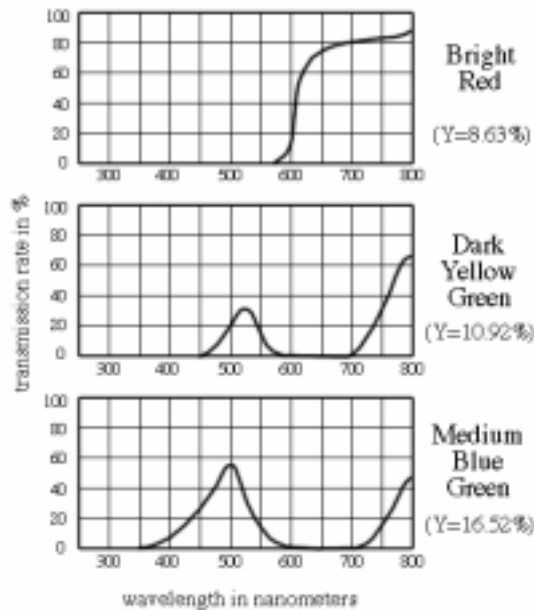 100
80
60
40
20
0
300 400 500 600 700 800
Bright
Red
(Y=8.63%)
transmission rate in %
100
80
60
40
20
0
300 400 500 600 700 800
Dark
Yellow
Green
(Y=10.92%)
100
80
60
40
20
0
300 400 500 600 700 800
Medium
Blue
Green
(Y=16.52%)
wavelength in nanometers